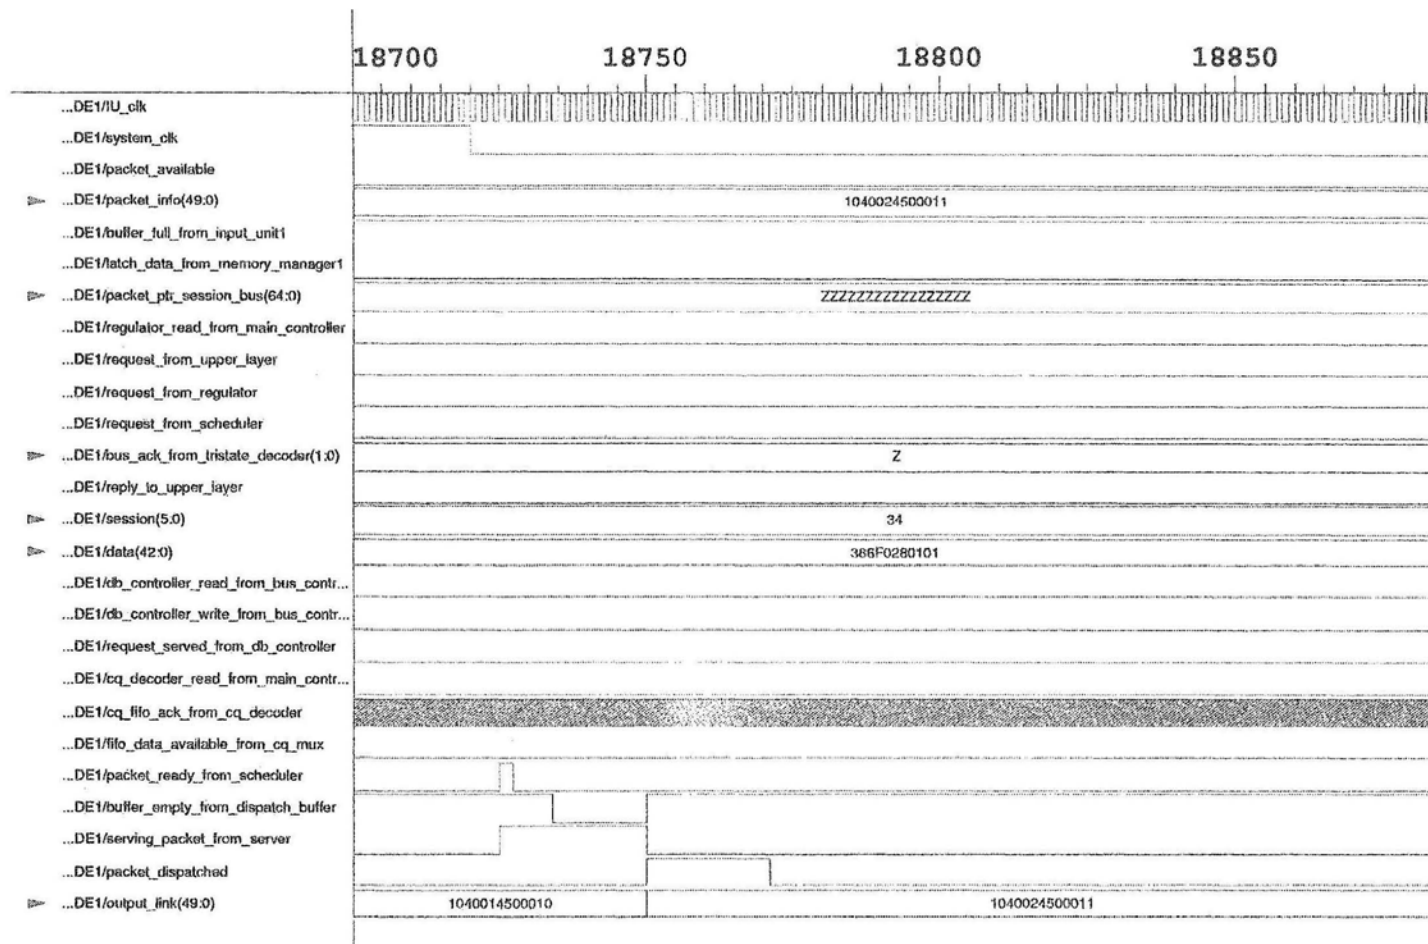 18700 18750 18800 18850
...DE1/IU_clk
...DE1/system_clk
...DE1/packet_available
...DE1/packet_info(49:0) 1040024500011
...DE1/buffer_full_from_input_unit1
...DE1/latch_data_from_memory_manager1
...DE1/packet_ptr_session_bus(64:0) ZZZZZZZZZZZZZZZZZ
...DE1/regulator_read_from_main_controller
...DE1/request_from_upper_layer
...DE1/request_from_regulator
...DE1/request_from_scheduler
...DE1/bus_ack_from_tristate_decoder(1:0) Z
...DE1/reply_to_upper_layer
...DE1/session(5:0) 34
...DE1/data(42:0) 386F0280101
...DE1/db_controller_read_from_bus_contr...
...DE1/db_controller_write_from_bus_contr...
...DE1/request_served_from_db_controller
...DE1/cq_decoder_read_from_main_contr...
...DE1/cq_fifo_ack_from_cq_decoder
...DE1/fifo_data_available_from_cq_mux
...DE1/packet_ready_from_scheduler
...DE1/buffer_empty_from_dispatch_buffer
...DE1/serving_packet_from_server
...DE1/packet_dispatched
...DE1/output_link(49:0) 1040014500010 1040024500011